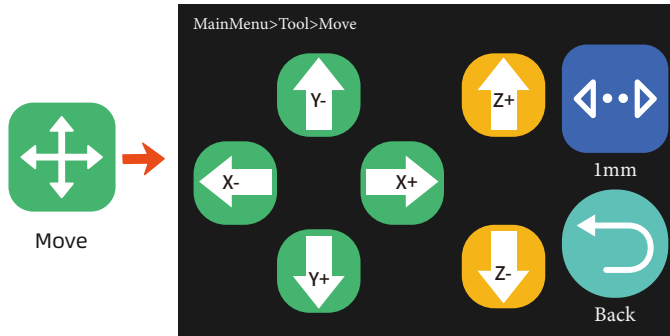 MainMenu>Tool>Move
Y-
Z+
X-
X+
1mm
Move
Y+
Z-
Back